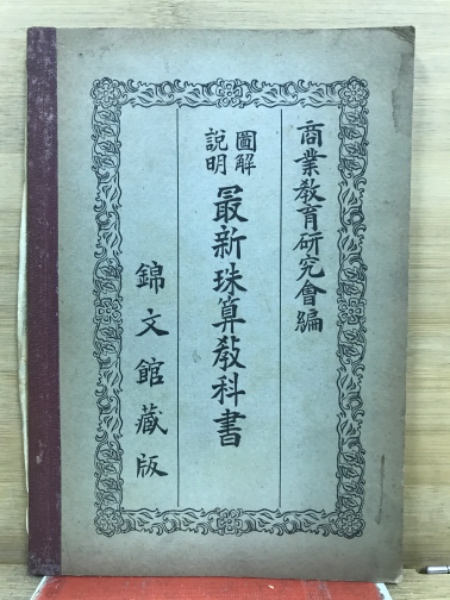 商業教育研究會編
圖解
說明
最新珠算教科書
錦文館藏版